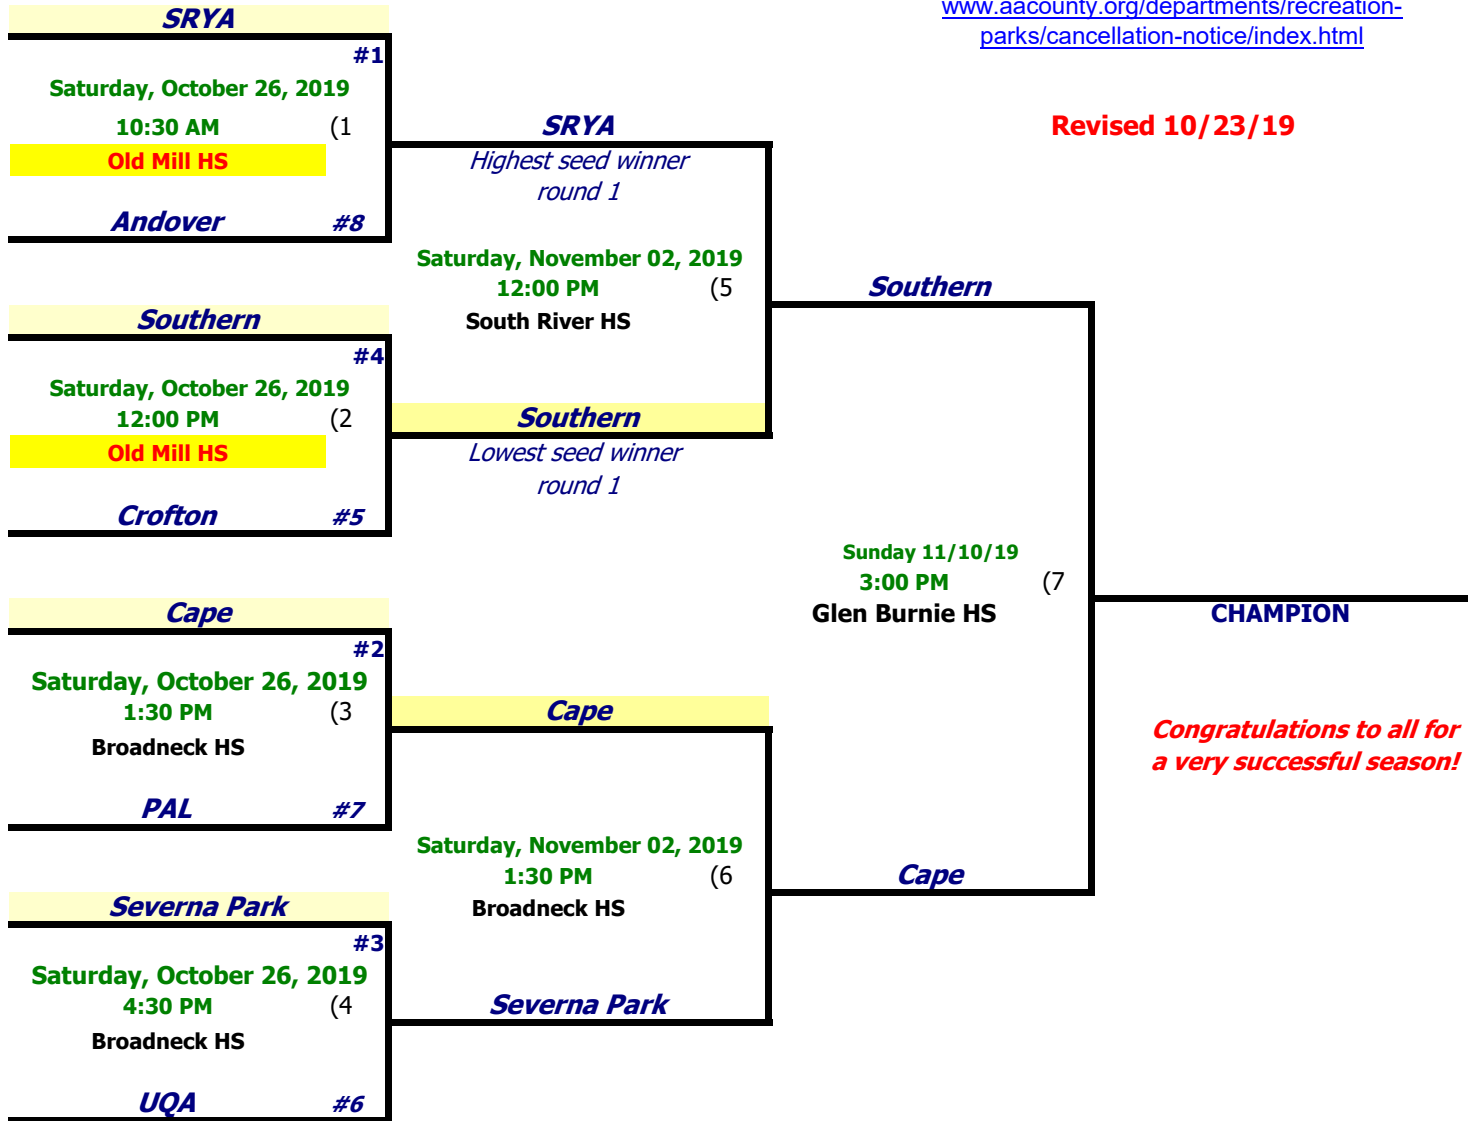 SRYA
www.aacounty.org/departments/recreation-
parks/cancellation-notice/index.html
#1
Saturday, October 26, 2019
10:30 AM (1
Old Mill HS
Andover #8
SRYA
Highest seed winner
round 1
Revised 10/23/19
Saturday, November 02, 2019
12:00 PM (5
South River HS
Southern
Southern
#4
Saturday, October 26, 2019
12:00 PM (2
Old Mill HS
Crofton #5
Southern
Lowest seed winner
round 1
Sunday 11/10/19
3:00 PM (7
Glen Burnie HS
CHAMPION
Cape
#2
Saturday, October 26, 2019
1:30 PM (3
Broadneck HS
PAL #7
Cape
Congratulations to all for
a very successful season!
Saturday, November 02, 2019
1:30 PM (6
Broadneck HS
Cape
Severna Park
#3
Saturday, October 26, 2019
4:30 PM (4
Broadneck HS
UQA #6
Severna Park